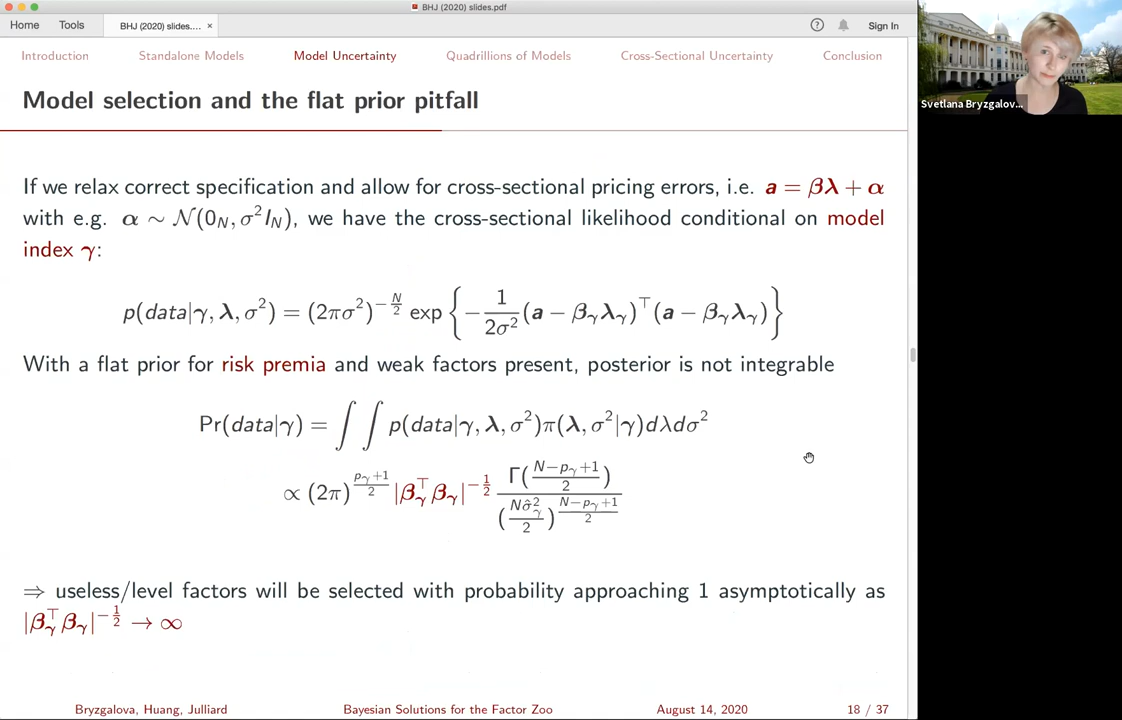 BHJ (2020) slides.pdf
Home Tools BHJ (2020) slides.... × Sign In
Svetlana Bryzgalov...
Introduction Standalone Models Model Uncertainty Quadrillions of Models Cross-Sectional Uncertainty Conclusion
Model selection and the flat prior pitfall
If we relax correct specification and allow for cross-sectional pricing errors, i.e. a = βλ + α
with e.g. α ∼ N(0_N, σ²I_N), we have the cross-sectional likelihood conditional on model
index γ:
p(data|γ, λ, σ²) = (2πσ²)^{−N/2} exp{−1/(2σ²) (a − β_γλ_γ)^⊤(a − β_γλ_γ)}
With a flat prior for risk premia and weak factors present, posterior is not integrable
Pr(data|γ) = ∫∫ p(data|γ, λ, σ²)π(λ, σ²|γ)dλdσ²
∝ (2π)^{(p_γ+1)/2} |β_γ^⊤β_γ|^{−1/2} Γ((N−p_γ+1)/2) / (Nσ̂²_γ/2)^{(N−p_γ+1)/2}
⇒ useless/level factors will be selected with probability approaching 1 asymptotically as
|β_γ^⊤β_γ|^{−1/2} → ∞
Bryzgalova, Huang, Julliard Bayesian Solutions for the Factor Zoo August 14, 2020 18 / 37